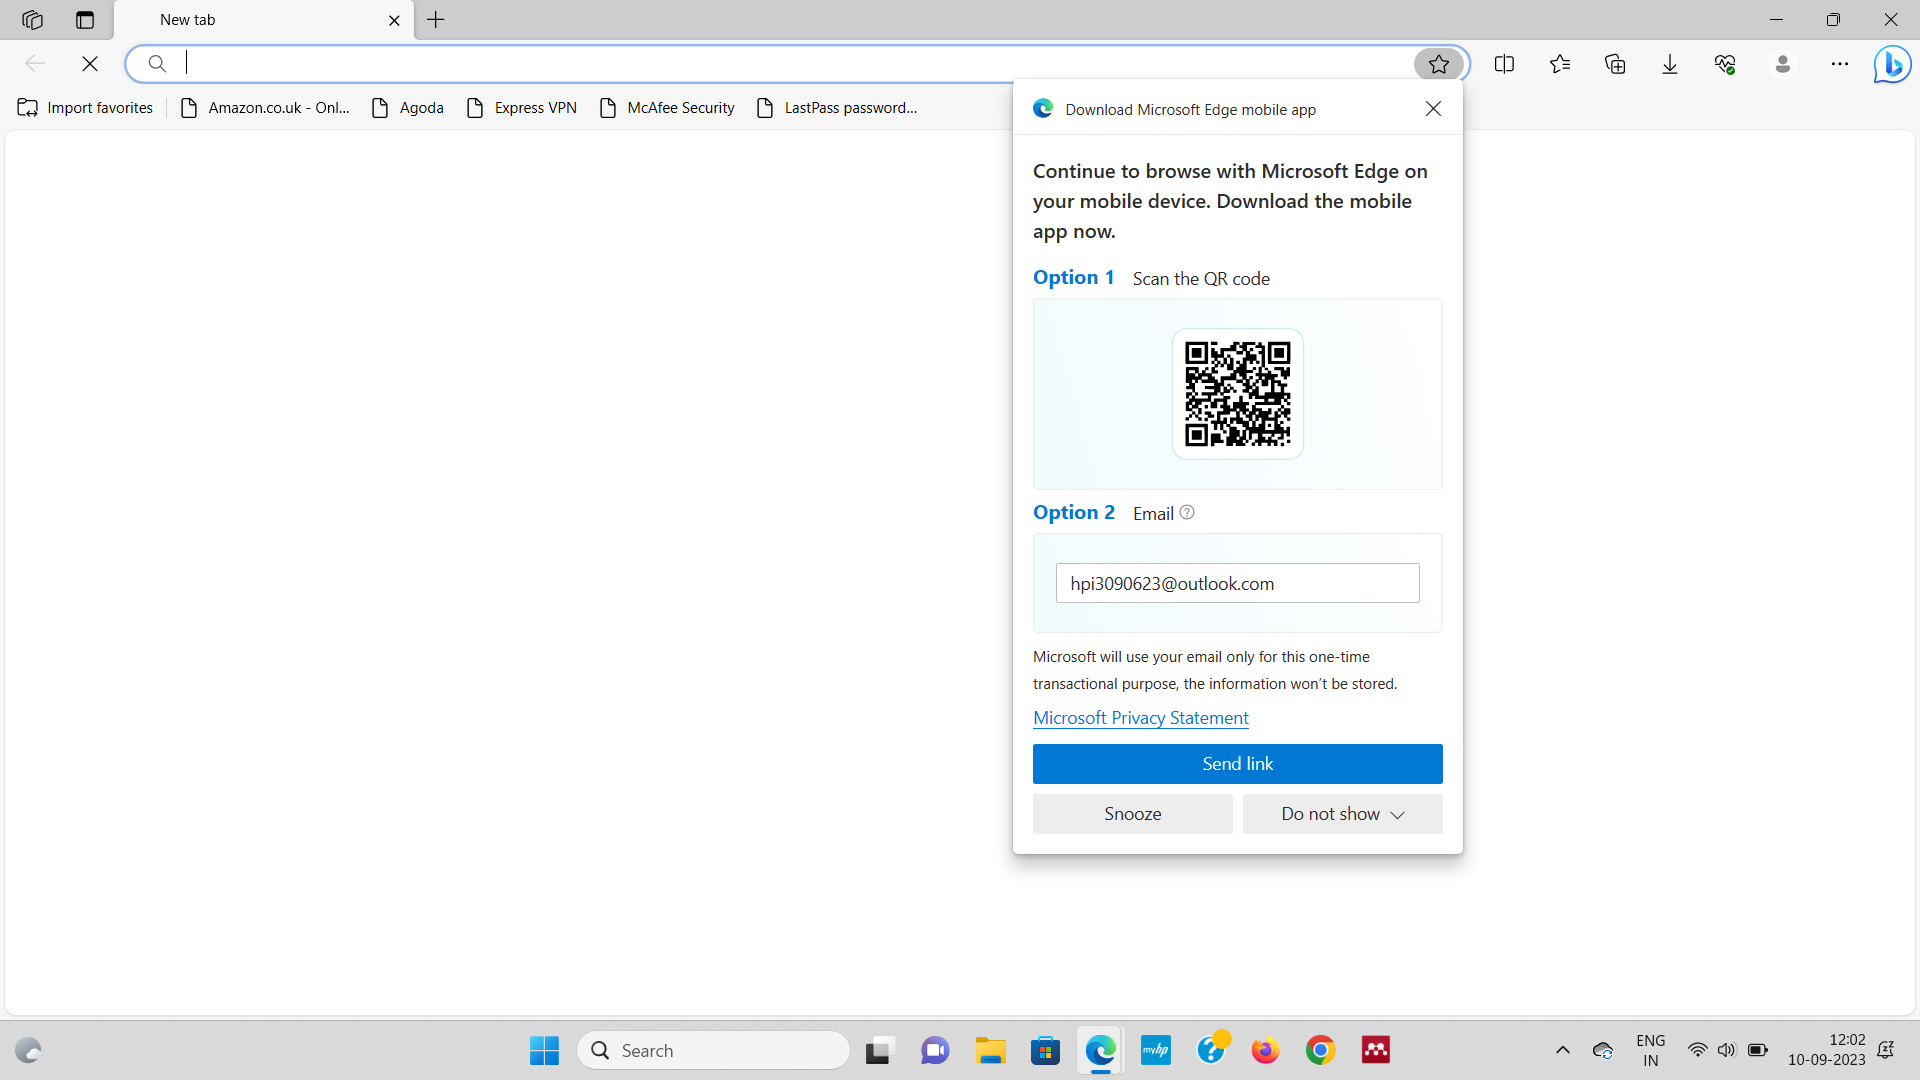 New tab
Import favorites
Amazon.co.uk - Onl...
Agoda
Express VPN
McAfee Security
LastPass password...
Download Microsoft Edge mobile app
Continue to browse with Microsoft Edge on
your mobile device. Download the mobile
app now.
Option 1 Scan the QR code
Option 2 Email
hpi3090623@outlook.com
Microsoft will use your email only for this one-time
transactional purpose, the information won't be stored.
Microsoft Privacy Statement
Send link
Snooze
Do not show
Search
myhp
ENG
IN
12:02
10-09-2023